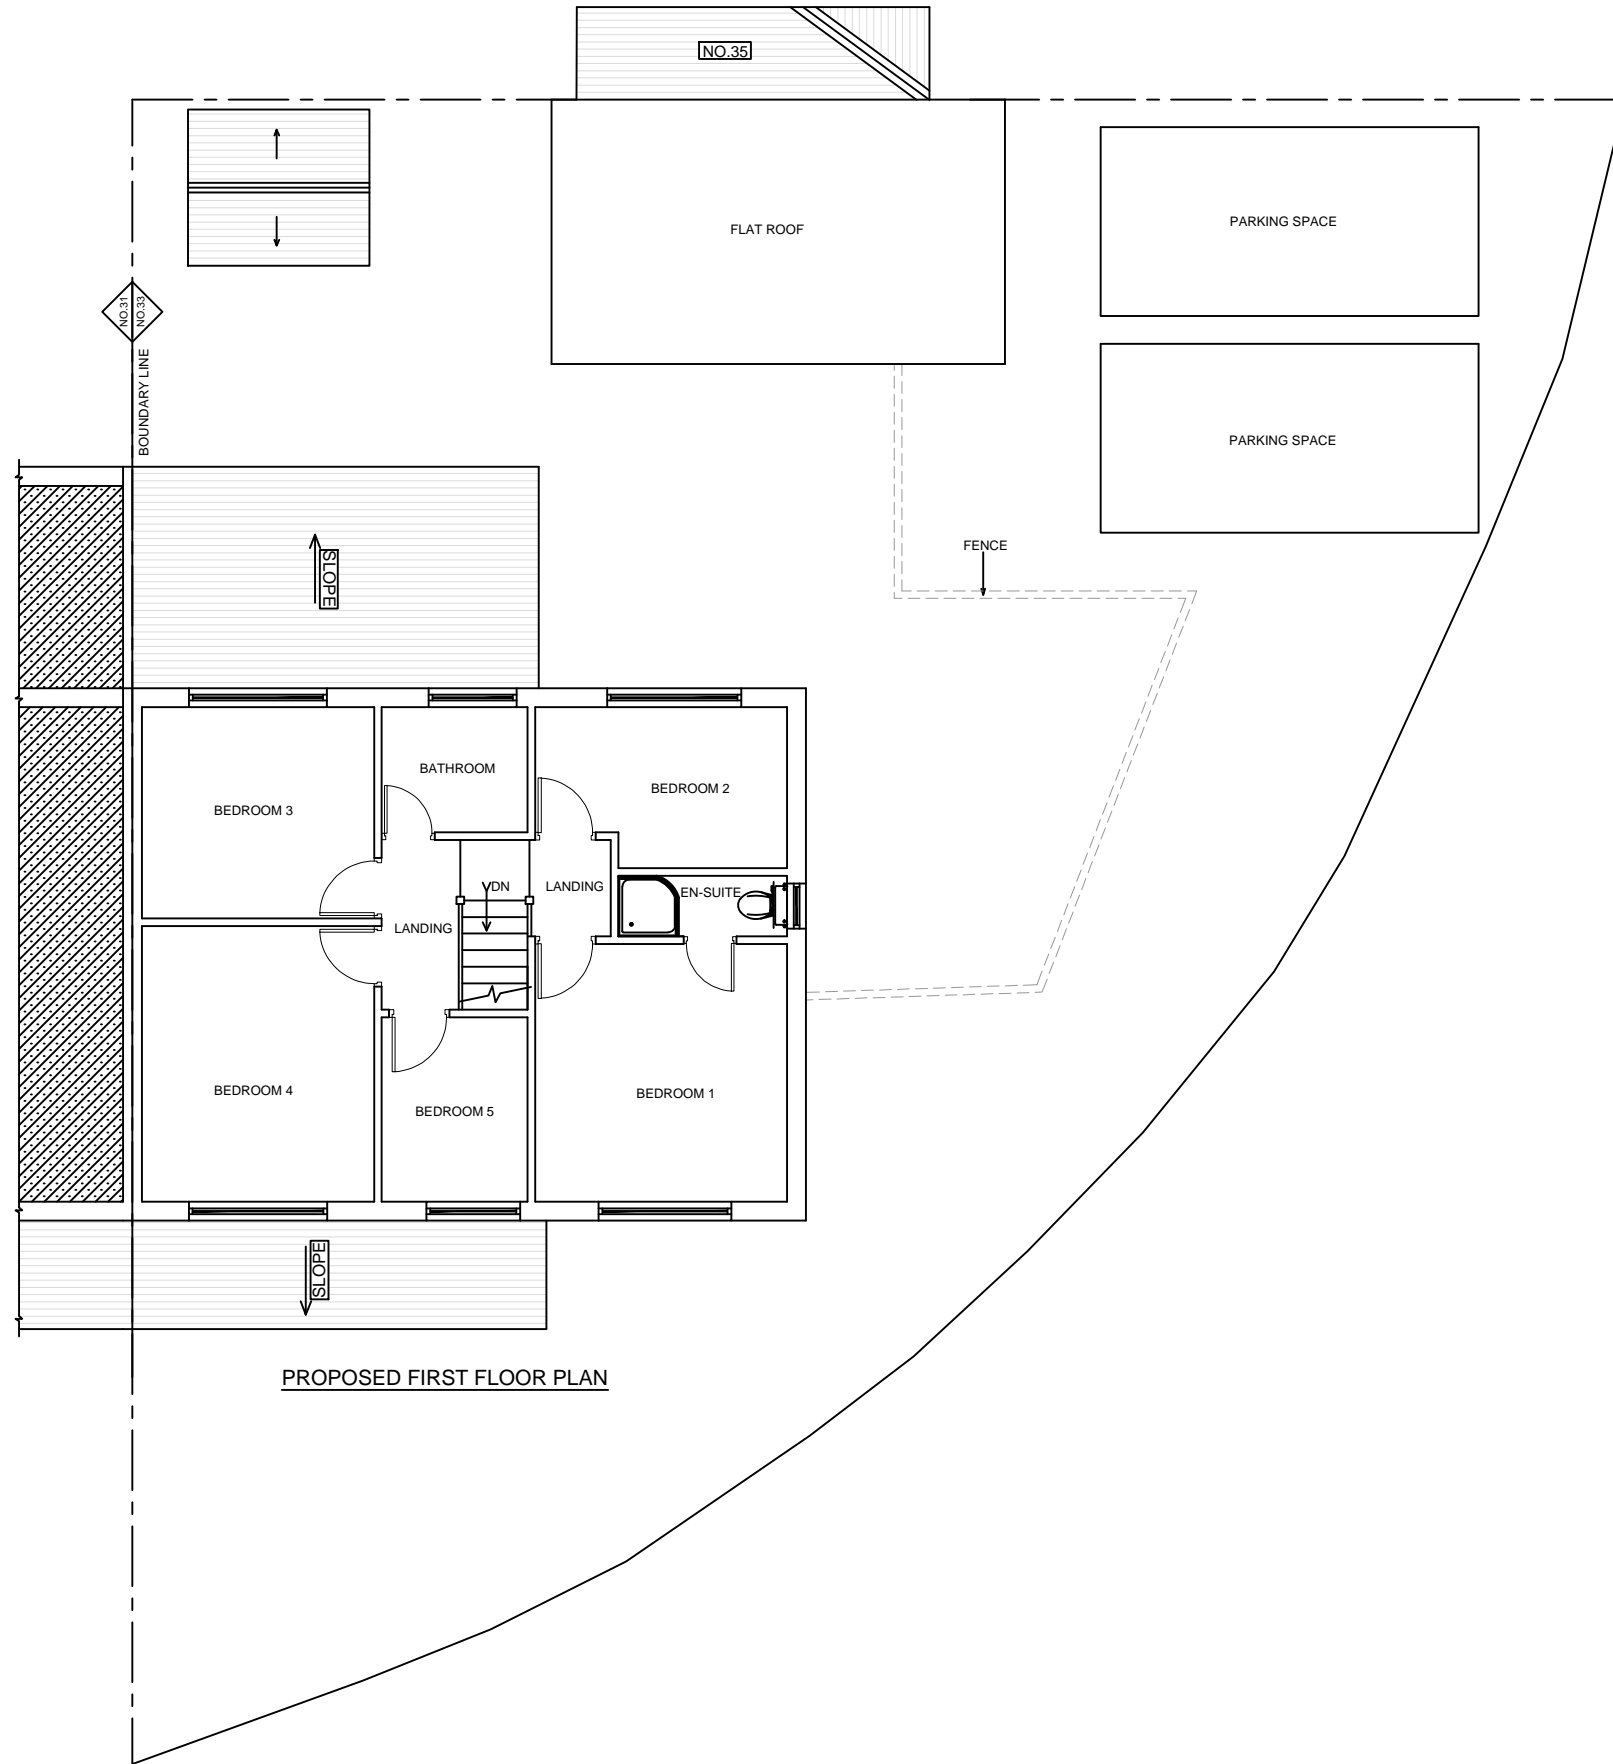 NO.35
FLAT ROOF
PARKING SPACE
NO.31
NO.33
BOUNDARY LINE
PARKING SPACE
FENCE
SLOPE
BATHROOM
BEDROOM 2
BEDROOM 3
DN
LANDING
EN-SUITE
LANDING
BEDROOM 4
BEDROOM 1
BEDROOM 5
SLOPE
PROPOSED FIRST FLOOR PLAN